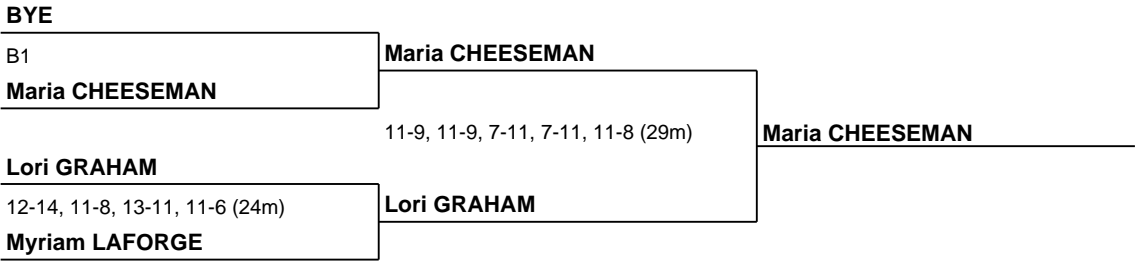 BYE
B1
Maria CHEESEMAN
Maria CHEESEMAN
11-9, 11-9, 7-11, 7-11, 11-8 (29m)
Maria CHEESEMAN
Lori GRAHAM
12-14, 11-8, 13-11, 11-6 (24m)
Lori GRAHAM
Myriam LAFORGE